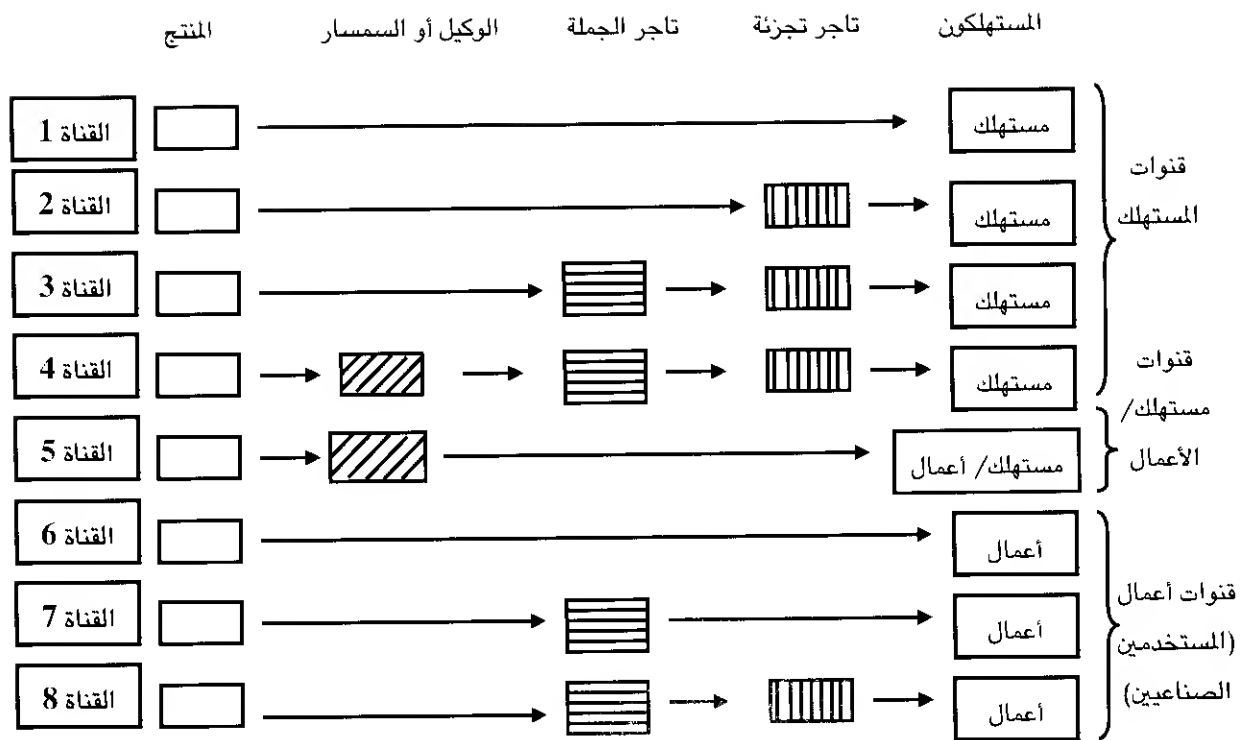 المنتج الوكيل أو السمسار تاجر الجملة تاجر تجزئة المستهلكون
القناة 1 مستهلك
القناة 2 مستهلك
قنوات
المستهلك
القناة 3 مستهلك
القناة 4 مستهلك
قنوات
مستهلك/
الأعمال
القناة 5 مستهلك/ أعمال
القناة 6 أعمال
القناة 7 أعمال
قنوات أعمال
(المستخدمين
الصناعيين)
القناة 8 أعمال